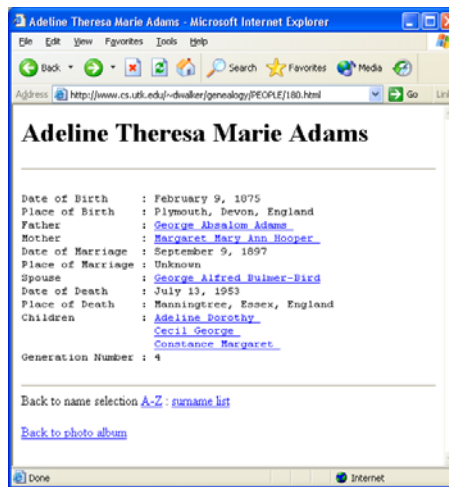 Adeline Theresa Marie Adams - Microsoft Internet Explorer
File Edit View Favorites Tools Help
Back Search Favorites Media
Address http://www.cs.utk.edu/~dwalker/genealogy/PEOPLE/180.html Go Link
Adeline Theresa Marie Adams
Date of Birth : February 9, 1875
Place of Birth : Plymouth, Devon, England
Father : George Absalom Adams
Mother : Margaret Mary Ann Hooper
Date of Marriage : September 9, 1897
Place of Marriage : Unknown
Spouse : George Alfred Bulmer-Bird
Date of Death : July 13, 1953
Place of Death : Manningtree, Essex, England
Children : Adeline Dorothy
Cecil George
Constance Margaret
Generation Number : 4
Back to name selection A-Z : surname list
Back to photo album
Done Internet